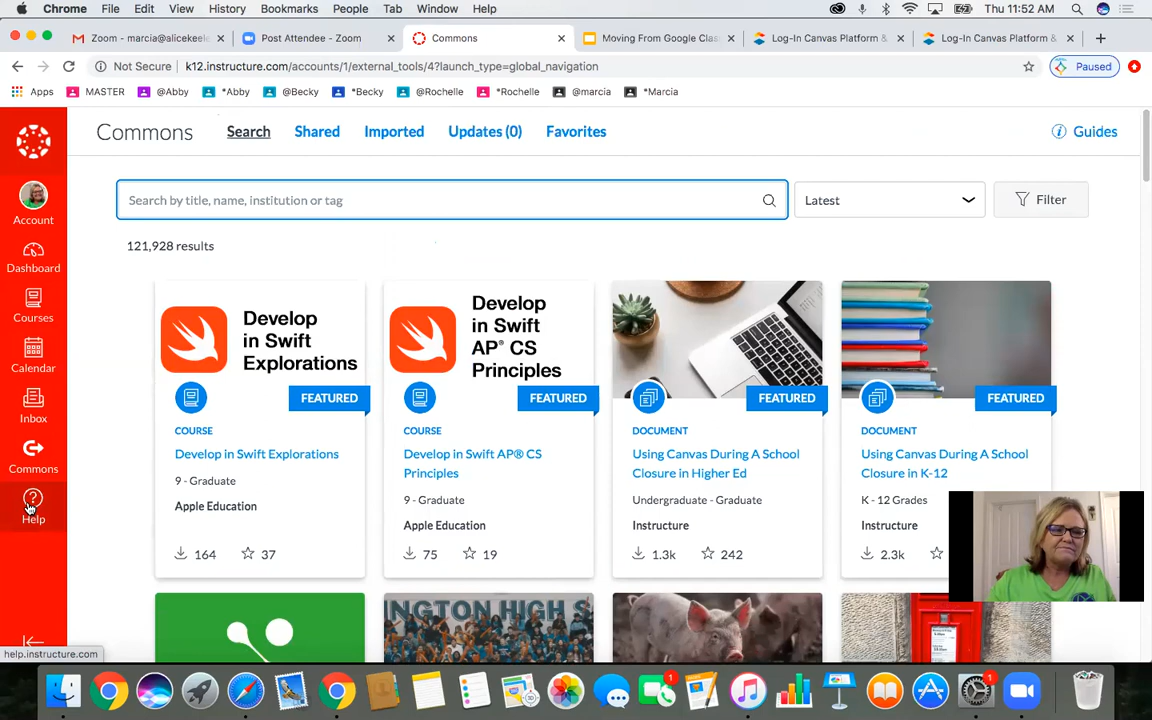 Chrome File Edit View History Bookmarks People Tab Window Help Thu 11:52 AM
Zoom - marcia@alicekeel Post Attendee - Zoom Commons Moving From Google Clas Log-In Canvas Platform & Log-In Canvas Platform &
Not Secure k12.instructure.com/accounts/1/external_tools/4?launch_type=global_navigation Paused
Apps MASTER @Abby *Abby @Becky *Becky @Rochelle *Rochelle @marcia *Marcia
Commons Search Shared Imported Updates (0) Favorites Guides
Search by title, name, institution or tag Latest Filter
121,928 results
Account
Dashboard
Courses
Calendar
Inbox
Commons
Help
Develop
in Swift
Explorations
FEATURED
COURSE
Develop in Swift Explorations
9 - Graduate
Apple Education
164 37
Develop
in Swift
AP® CS
Principles
FEATURED
COURSE
Develop in Swift AP® CS
Principles
9 - Graduate
Apple Education
75 19
FEATURED
DOCUMENT
Using Canvas During A School
Closure in Higher Ed
Undergraduate - Graduate
Instructure
1.3k 242
FEATURED
DOCUMENT
Using Canvas During A School
Closure in K-12
K - 12 Grades
Instructure
2.3k
INGTON HIGH S
help.instructure.com
1
1